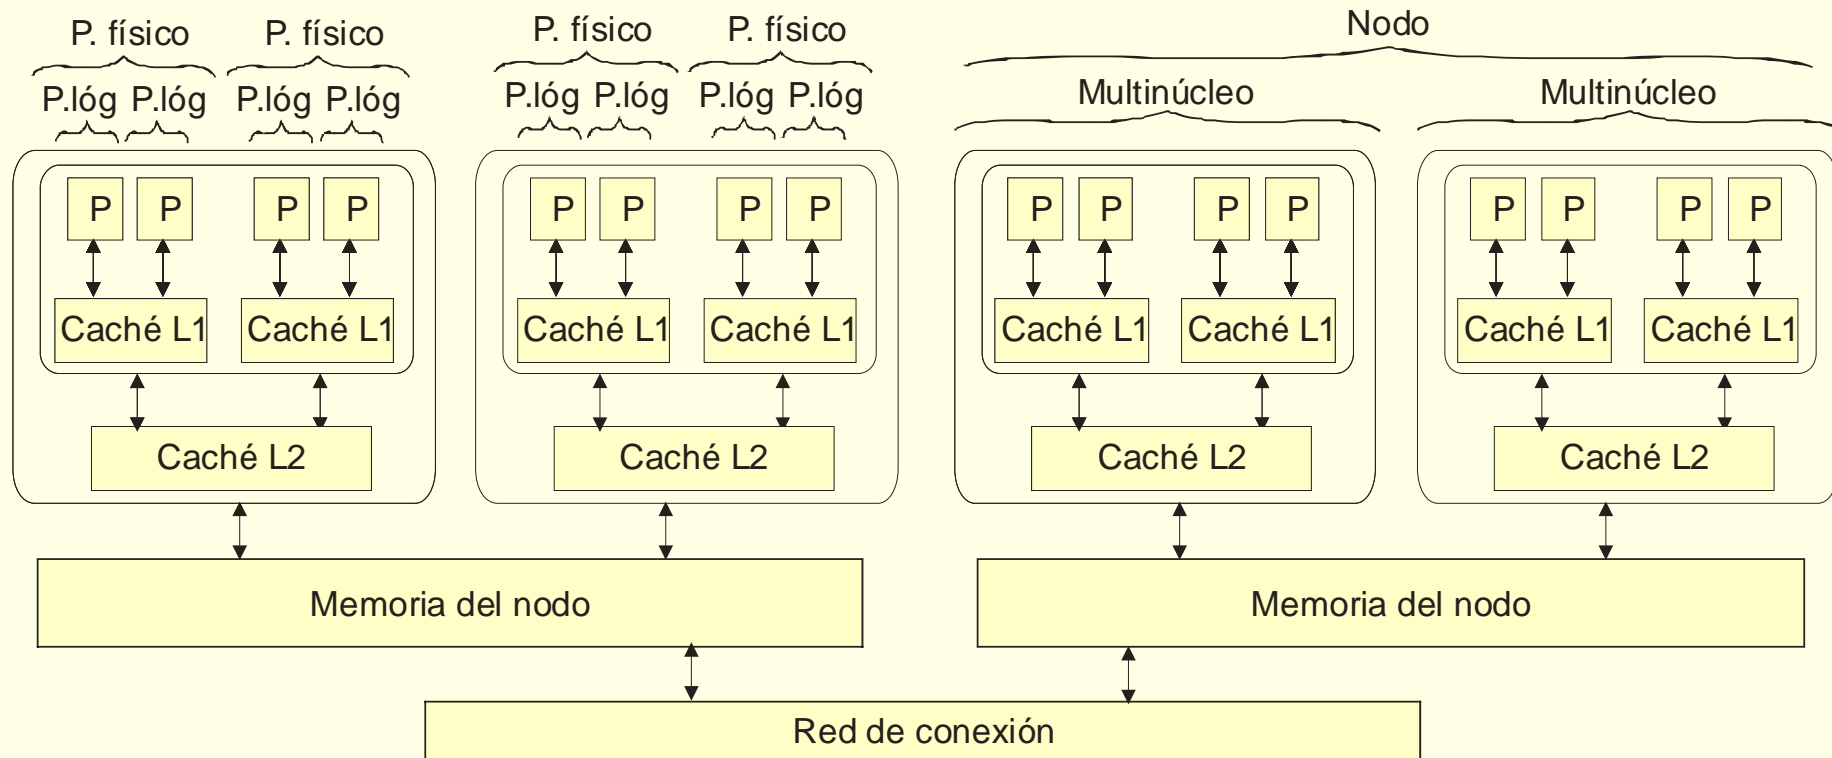 P. físico P. físico P. físico P. físico Nodo
P.lóg P.lóg P.lóg P.lóg P.lóg P.lóg P.lóg P.lóg Multinúcleo Multinúcleo
P P P P P P P P P P P P P P P P
Caché L1 Caché L1 Caché L1 Caché L1 Caché L1 Caché L1 Caché L1 Caché L1
Caché L2 Caché L2 Caché L2 Caché L2
Memoria del nodo Memoria del nodo
Red de conexión